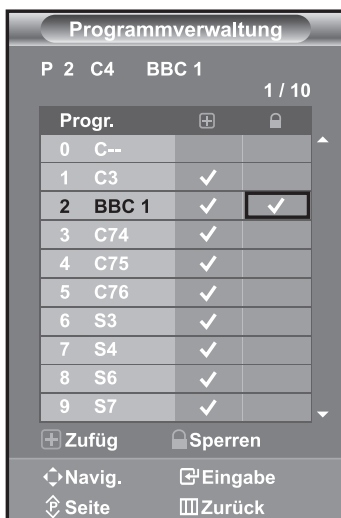 Programmverwaltung
P 2 C4 BBC 1
1 / 10
Progr.
0 C--
1 C3
2 BBC 1
3 C74
4 C75
5 C76
6 S3
7 S4
8 S6
9 S7
Zufüg Sperren
Navig. Eingabe
Seite Zurück